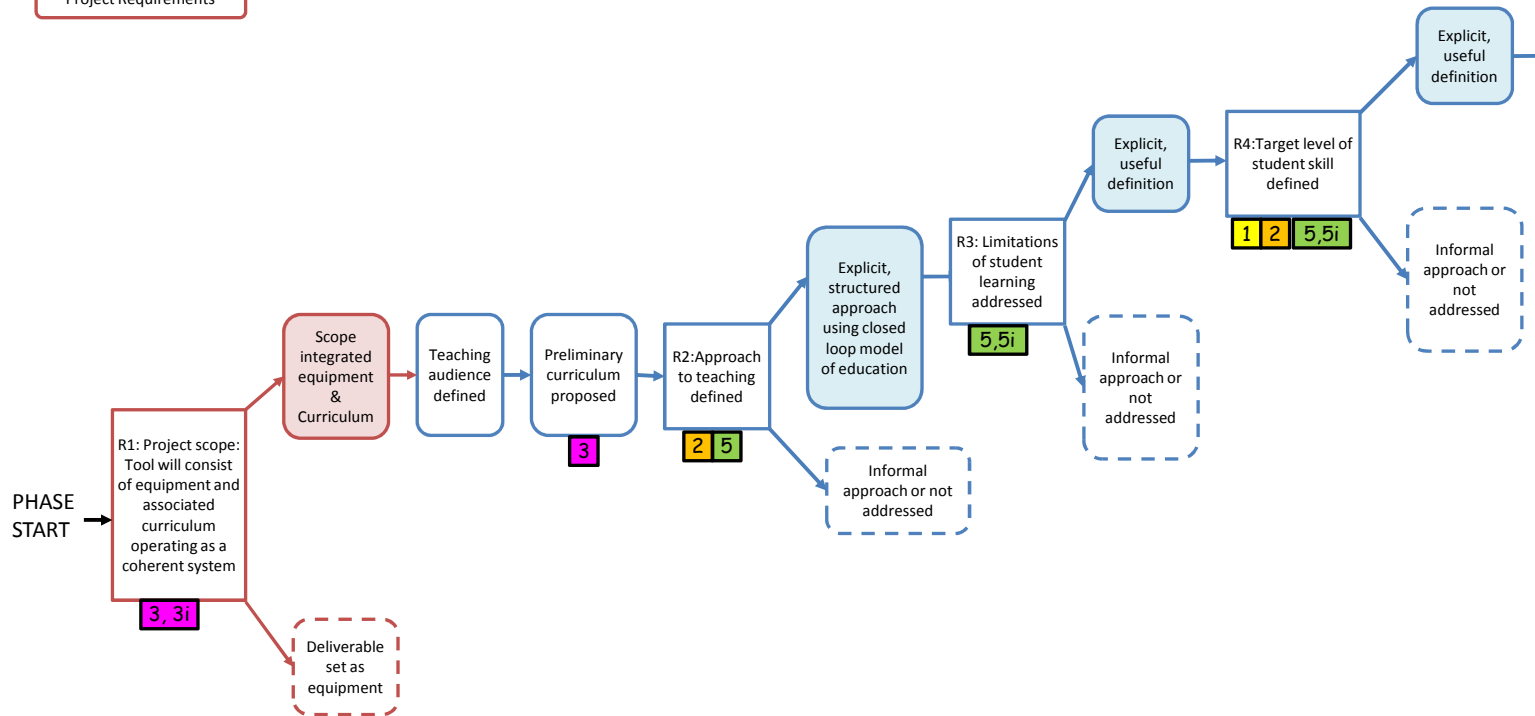 Project Requirements
PHASE
START
R1: Project scope:
Tool will consist
of equipment and
associated
curriculum
operating as a
coherent system
3, 3i
Scope
integrated
equipment
&
Curriculum
Deliverable
set as
equipment
Teaching
audience
defined
Preliminary
curriculum
proposed
3
R2:Approach
to teaching
defined
2
5
Explicit,
structured
approach
using closed
loop model
of education
Informal
approach or not
addressed
R3: Limitations
of student
learning
addressed
5,5i
Explicit,
useful
definition
Informal
approach or
not
addressed
R4:Target level of
student skill
defined
1
2
5,5i
Explicit,
useful
definition
Informal
approach or
not
addressed